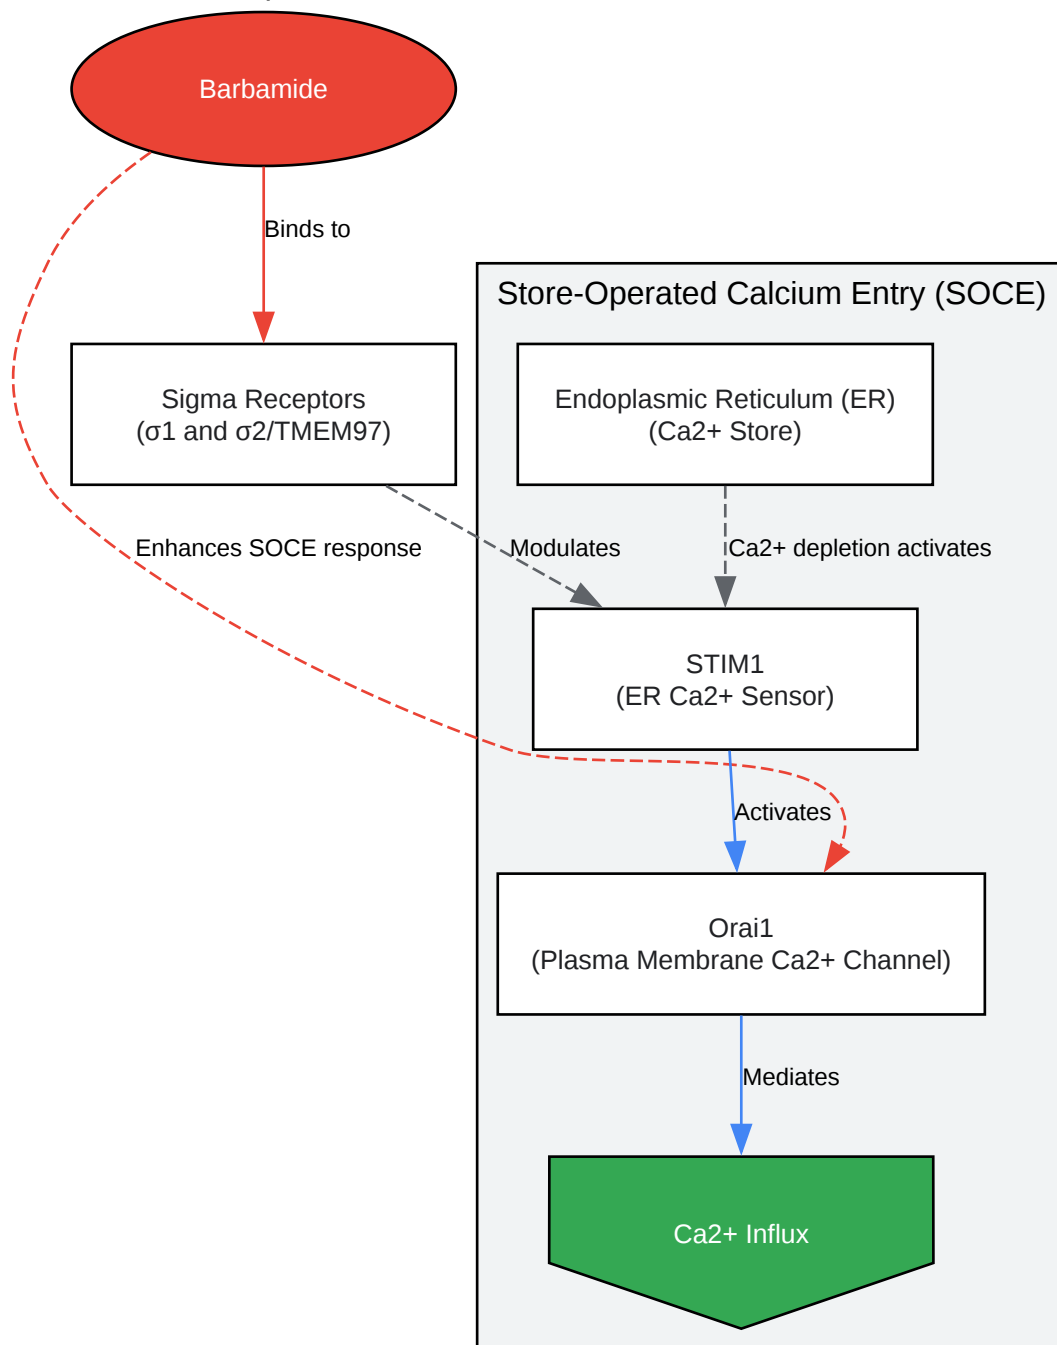 Barbamide
Binds to
Store-Operated Calcium Entry (SOCE)
Sigma Receptors
(σ1 and σ2/TMEM97)
Endoplasmic Reticulum (ER)
(Ca2+ Store)
Enhances SOCE response
Modulates
Ca2+ depletion activates
STIM1
(ER Ca2+ Sensor)
Activates
Orai1
(Plasma Membrane Ca2+ Channel)
Mediates
Ca2+ Influx